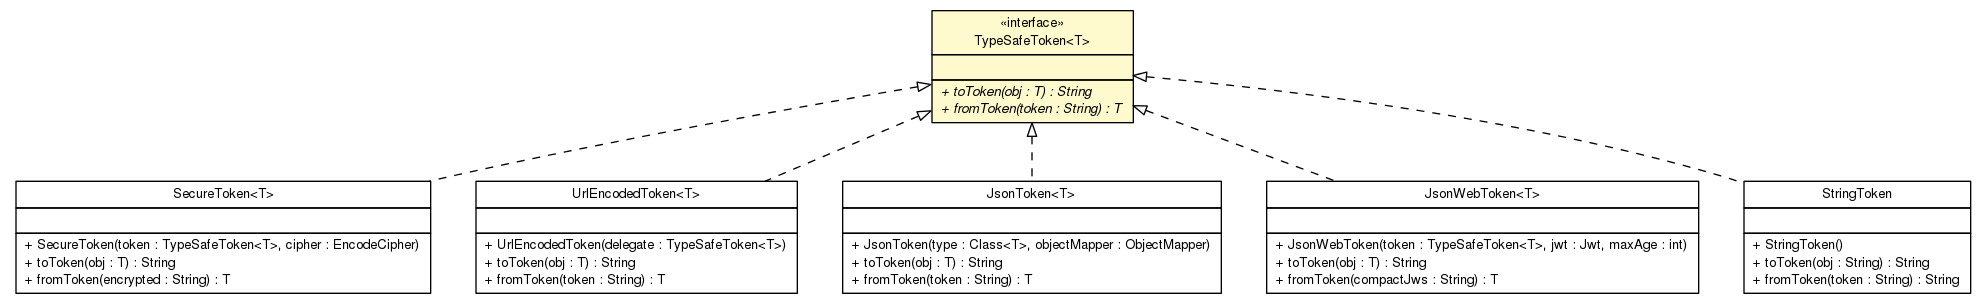 «interface»
TypeSafeToken<T>
+ toToken(obj : T) : String
+ fromToken(token : String) : T
SecureToken<T>
+ SecureToken(token : TypeSafeToken<T>, cipher : EncodeCipher)
+ toToken(obj : T) : String
+ fromToken(encrypted : String) : T
UrlEncodedToken<T>
+ UrlEncodedToken(delegate : TypeSafeToken<T>)
+ toToken(obj : T) : String
+ fromToken(token : String) : T
JsonToken<T>
+ JsonToken(type : Class<T>, objectMapper : ObjectMapper)
+ toToken(obj : T) : String
+ fromToken(token : String) : T
JsonWebToken<T>
+ JsonWebToken(token : TypeSafeToken<T>, jwt : Jwt, maxAge : int)
+ toToken(obj : T) : String
+ fromToken(compactJws : String) : T
StringToken
+ StringToken()
+ toToken(obj : String) : String
+ fromToken(token : String) : String